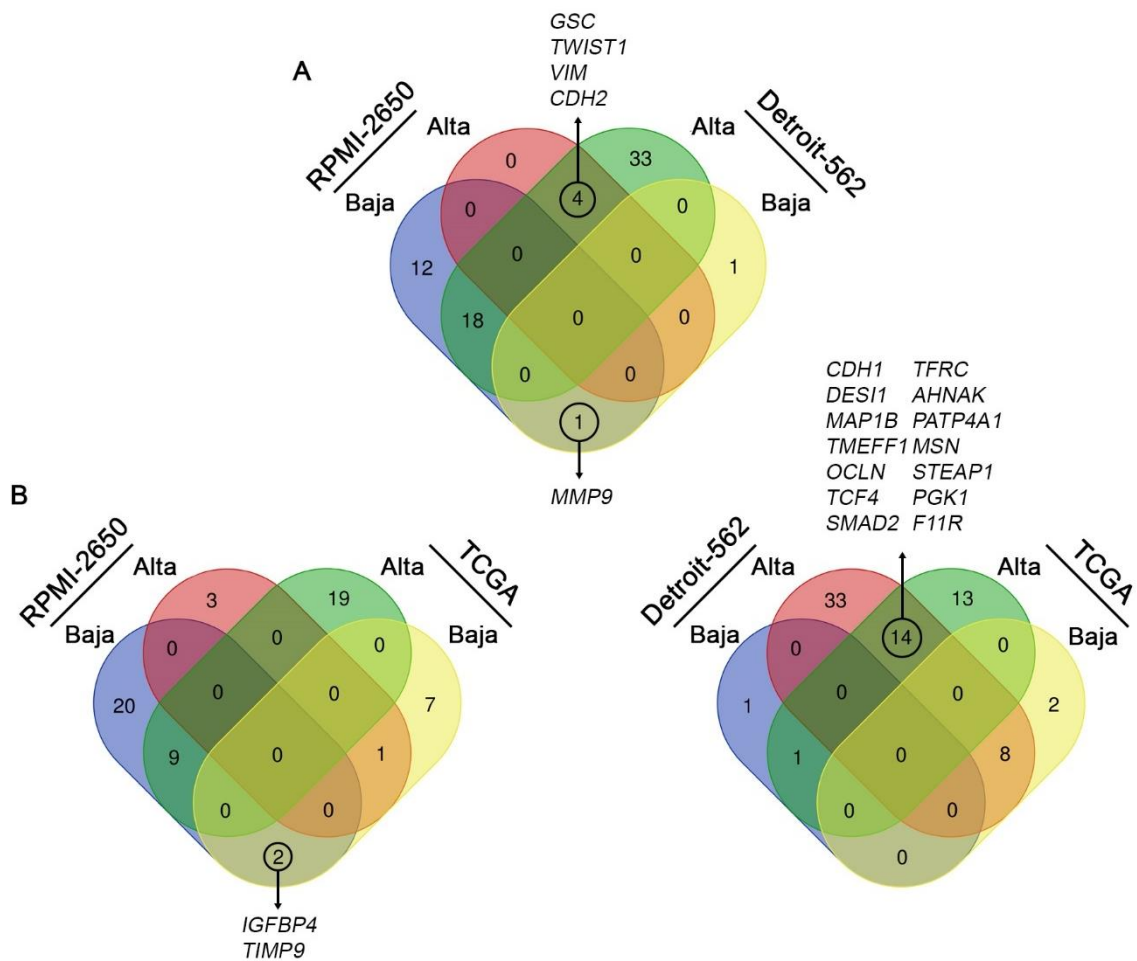 A
GSC
TWIST1
VIM
CDH2
RPMI-2650
Alta
Baja
Detroit-562
Alta
Baja
0
33
4
0
0
12
0
0
1
18
0
0
0
0
1
MMP9
CDH1 TFRC
DESI1 AHNAK
MAP1B PATP4A1
TMEFF1 MSN
OCLN STEAP1
TCF4 PGK1
SMAD2 F11R
B
RPMI-2650
Alta
Baja
TCGA
Alta
Baja
3
19
0
0
0
20
0
0
7
9
0
1
0
0
2
IGFBP4
TIMP9
Detroit-562
Alta
Baja
TCGA
Alta
Baja
33
13
14
0
0
1
0
0
2
1
0
8
0
0
0